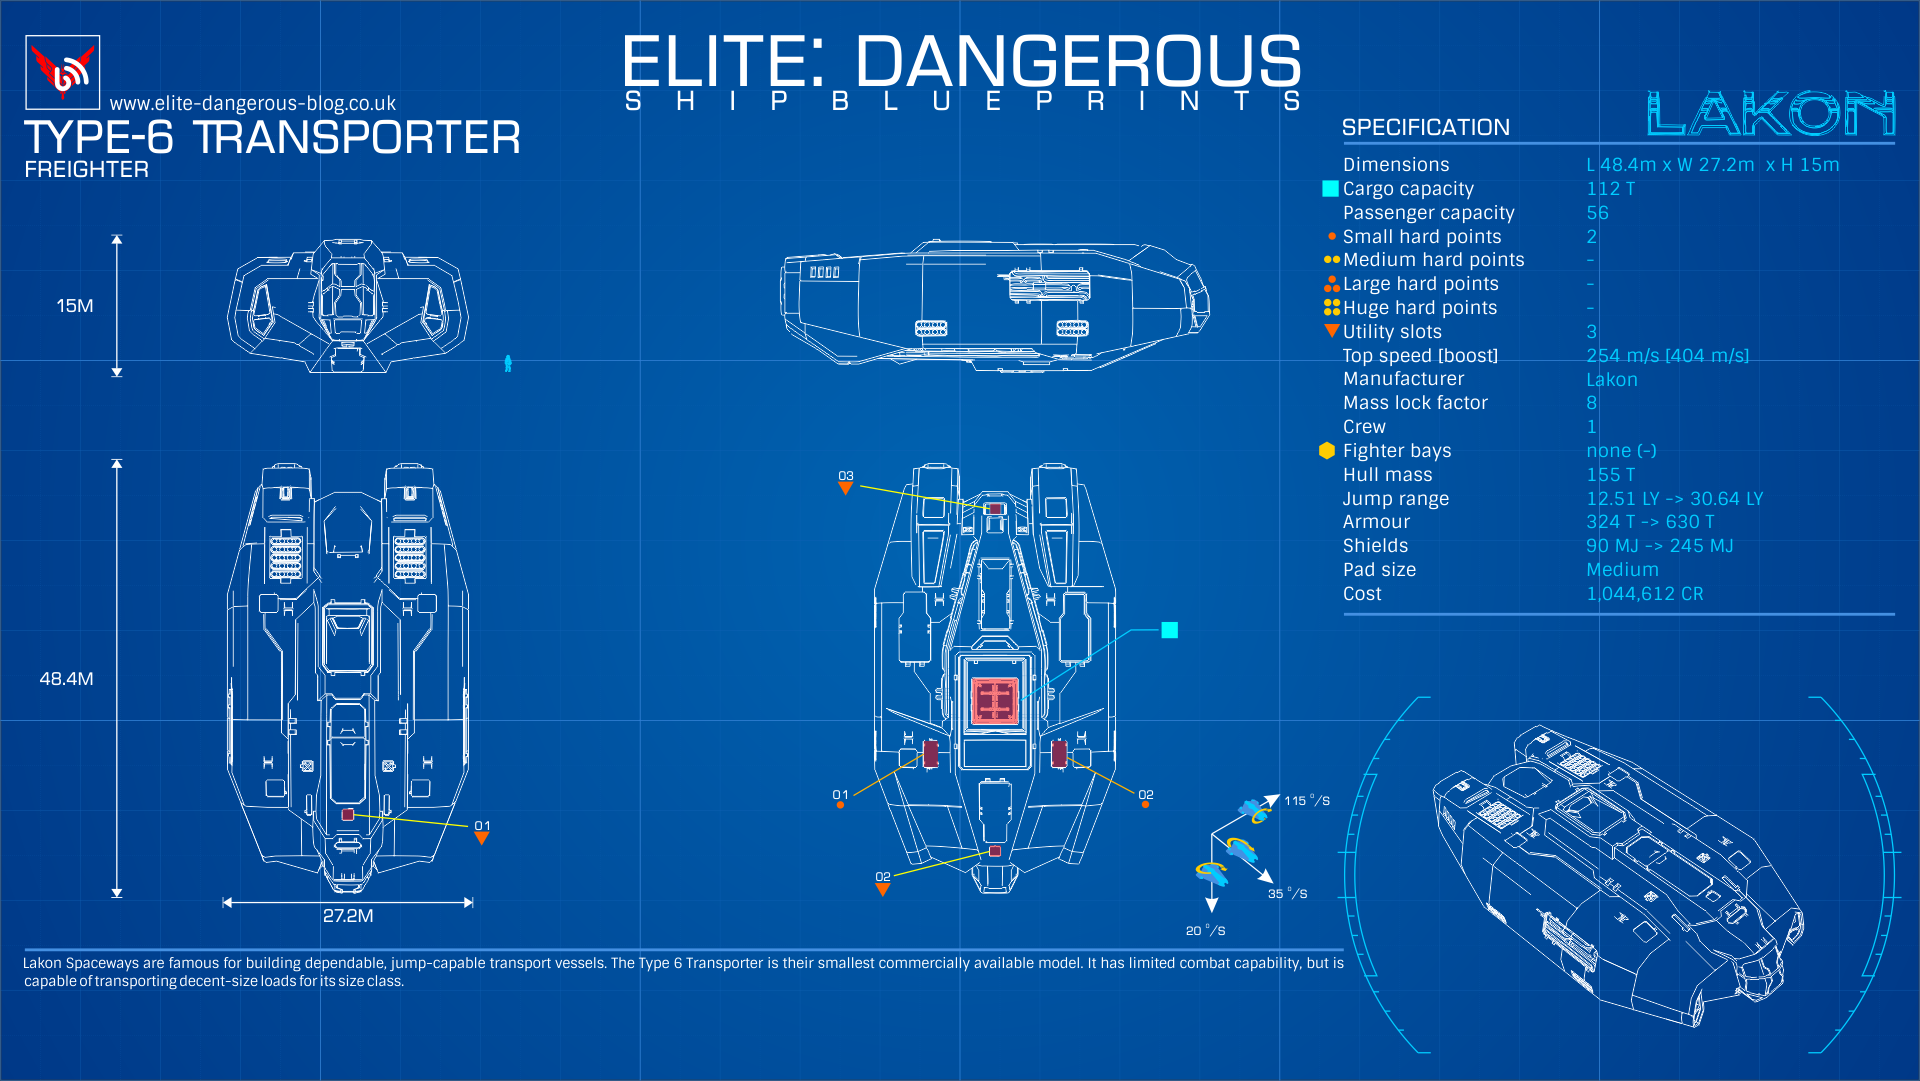 ELITE: DANGEROUS
SHIP BLUEPRINTS
www.elite-dangerous-blog.co.uk
TYPE-6 TRANSPORTER
FREIGHTER
LAKON
SPECIFICATION
Dimensions L 48.4m x W 27.2m x H 15m
Cargo capacity 112 T
Passenger capacity 56
Small hard points 2
Medium hard points -
Large hard points -
Huge hard points -
Utility slots 3
Top speed [boost] 254 m/s [404 m/s]
Manufacturer Lakon
Mass lock factor 8
Crew 1
Fighter bays none (-)
Hull mass 155 T
Jump range 12.51 LY -> 30.64 LY
Armour 324 T -> 630 T
Shields 90 MJ -> 245 MJ
Pad size Medium
Cost 1,044,612 CR
15M
48.4M
27.2M
01
03
01
02
02
115 °/S
35 °/S
20 °/S
Lakon Spaceways are famous for building dependable, jump-capable transport vessels. The Type 6 Transporter is their smallest commercially available model. It has limited combat capability, but is
capable of transporting decent-size loads for its size class.